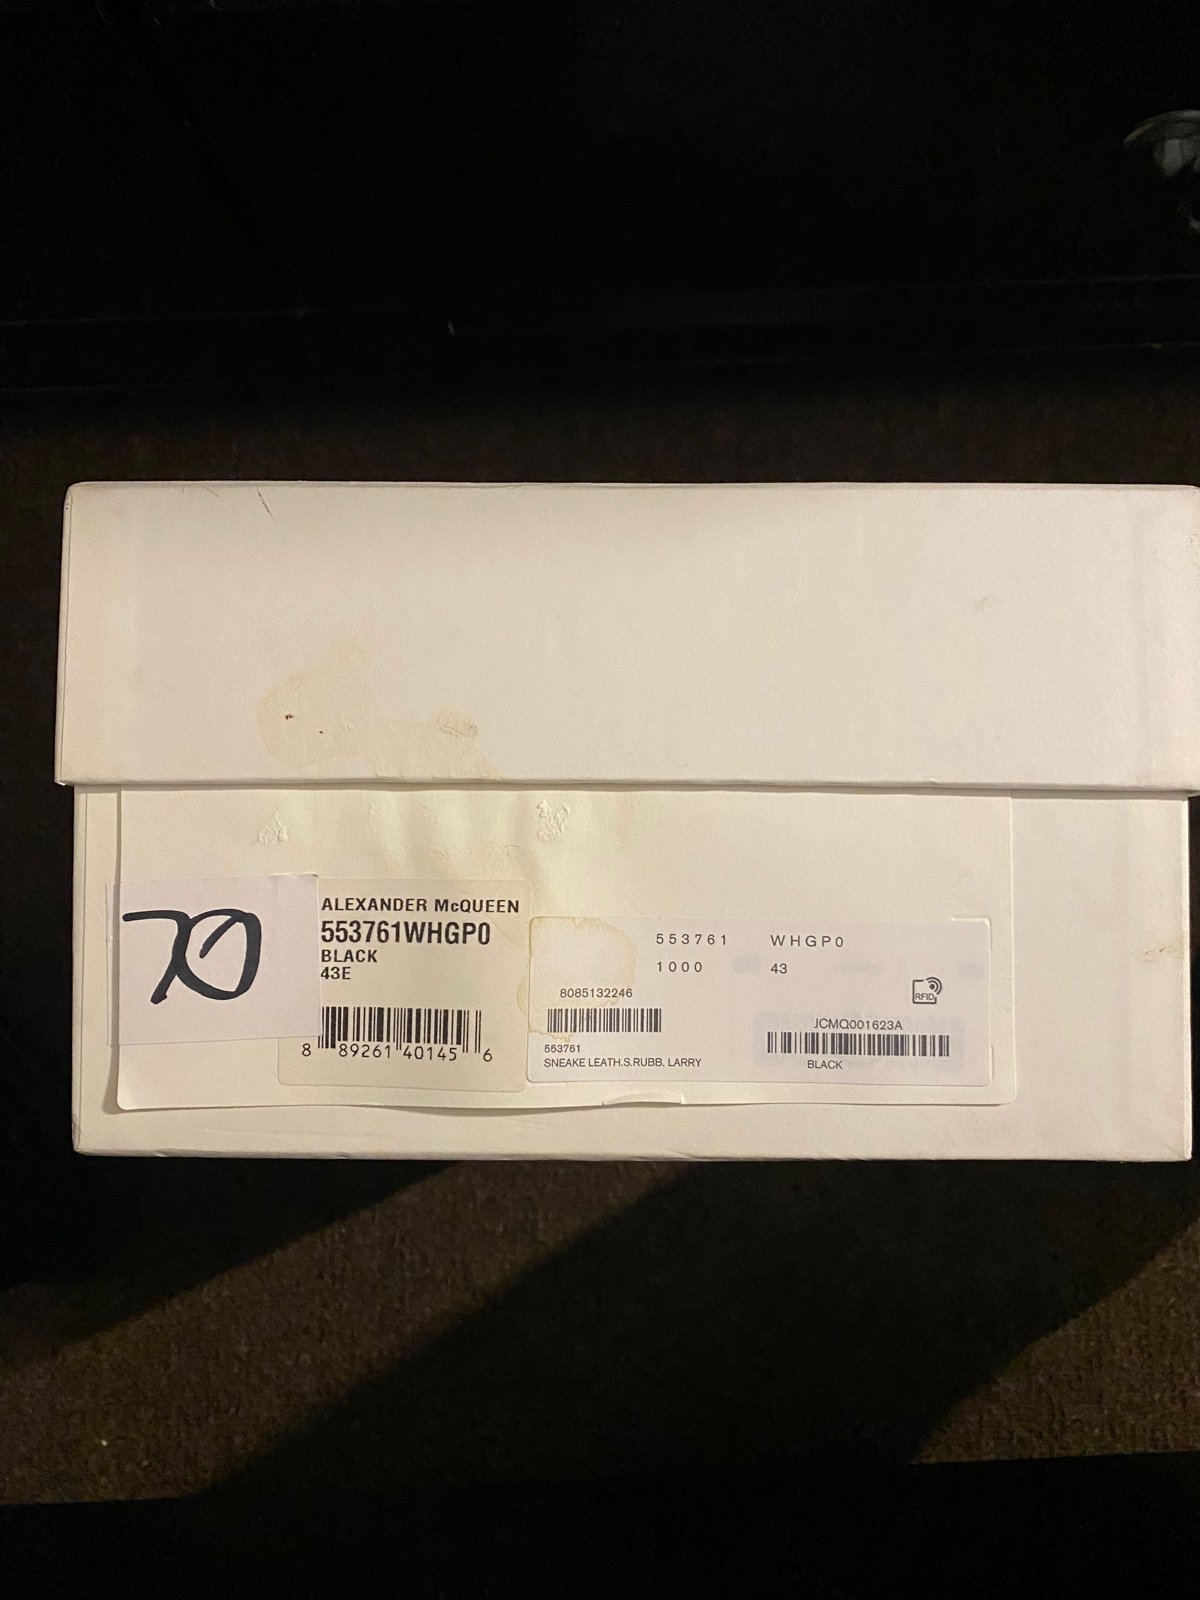 70
ALEXANDER McQUEEN
553761WHGP0
BLACK
43E
8 89261 40145 6
553761 WHGP0
1000 43
8085132246
RFID
JCMQ001623A
553761
SNEAKE LEATH.S.RUBB. LARRY
BLACK